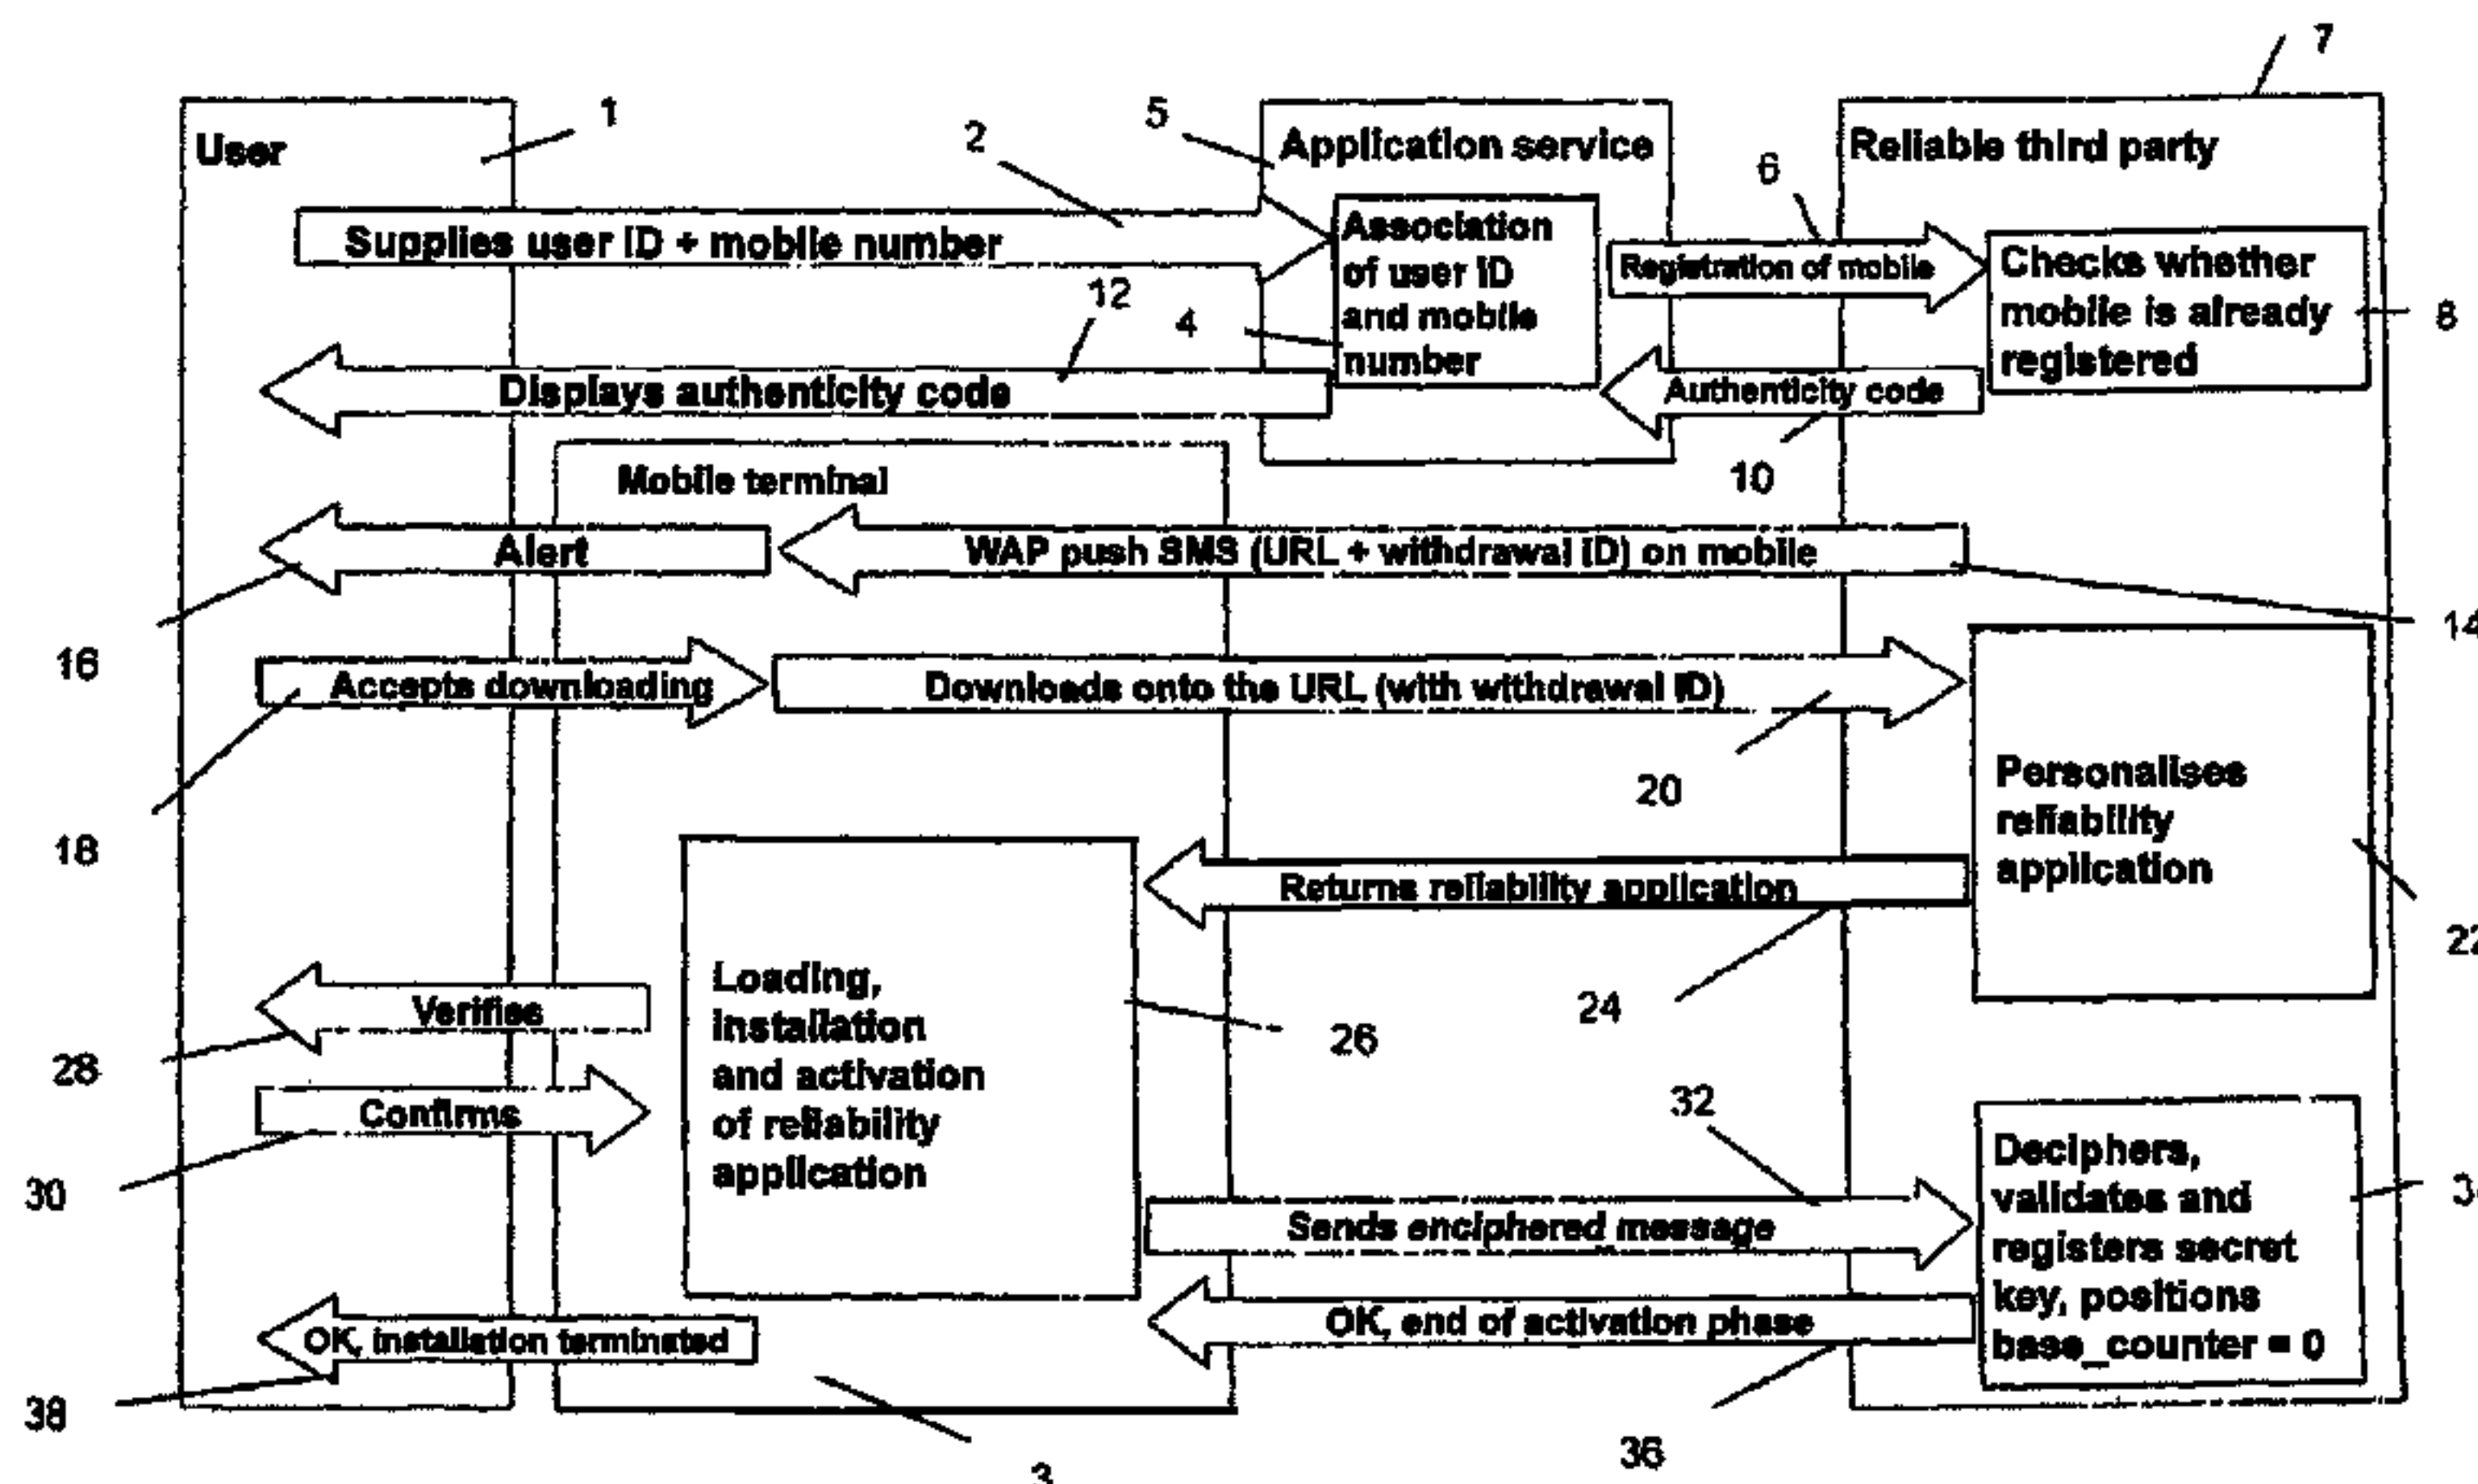 7
1
5
2
User
Application service
Reliable third party
6
Supplies user ID + mobile number
Association
of user ID
and mobile
number
Registration of mobile
Checks whether
mobile is already
registered
8
12
4
Displays authenticity code
Authenticity code
10
Mobile terminal
Alert
WAP push SMS (URL + withdrawal ID) on mobile
14
16
Accepts downloading
Downloads onto the URL (with withdrawal ID)
20
Personalises
reliability
application
18
Returns reliability application
22
24
Loading,
installation
and activation
of reliability
application
26
Verifies
28
Confirms
30
32
Deciphers,
validates and
registers secret
key, positions
base_counter = 0
Sends enciphered message
OK, end of activation phase
OK, installation terminated
38
36
3